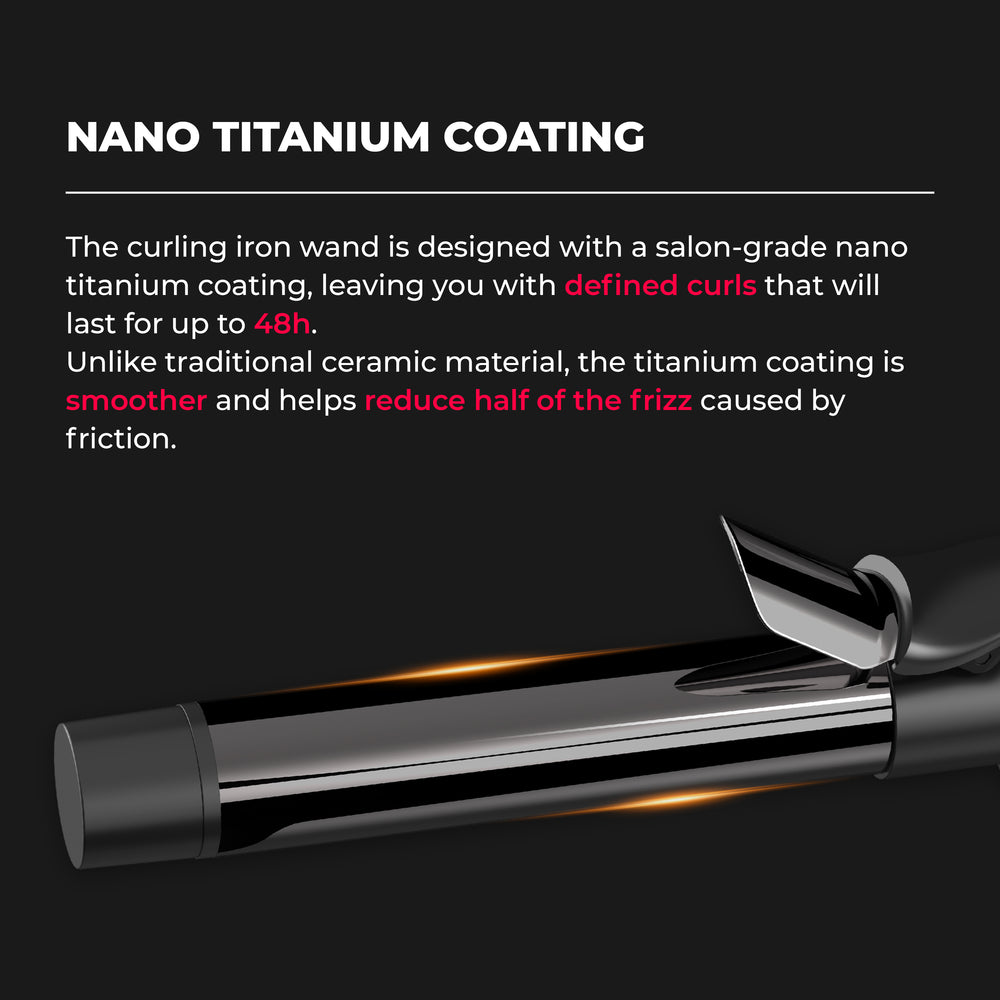 NANO TITANIUM COATING
The curling iron wand is designed with a salon-grade nano
titanium coating, leaving you with defined curls that will
last for up to 48h.
Unlike traditional ceramic material, the titanium coating is
smoother and helps reduce half of the frizz caused by
friction.